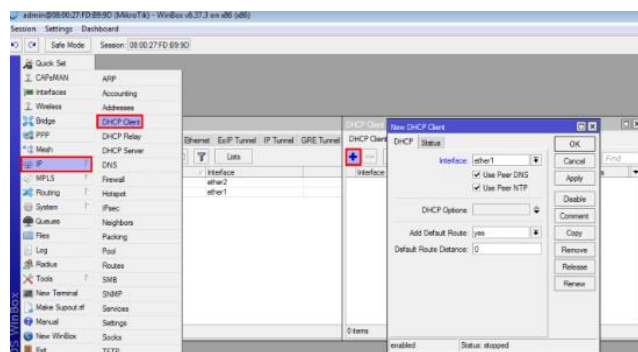 admin@08:00:27:FD:B9:9D (MikroTik) - WinBox v6.37.3 on x86 (x86)
Session Settings Dashboard
Safe Mode Session: 08:00:27:FD:B9:9D
Quick Set
CAPsMAN
Interfaces
Wireless
Bridge
PPP
Mesh
IP
MPLS
Routing
System
Queues
Files
Log
Radius
Tools
New Terminal
Make Supout.rif
Manual
New WinBox
Exit
WinBox
ARP
Accounting
Addresses
DHCP Client
DHCP Relay
DHCP Server
DNS
Firewall
Hotspot
IPsec
Neighbors
Packing
Pool
Routes
SMB
SNMP
Services
Settings
Socks
TFTP
Ethernet EoIP Tunnel IP Tunnel GRE Tunnel
Lists
Interface
ether2
ether1
DHCP Client
DHCP Client
Interface
Find
0 items
New DHCP Client
DHCP Status
Interface: ether1
Use Peer DNS
Use Peer NTP
DHCP Options:
Add Default Route: yes
Default Route Distance: 0
OK
Cancel
Apply
Disable
Comment
Copy
Remove
Release
Renew
enabled Status: stopped